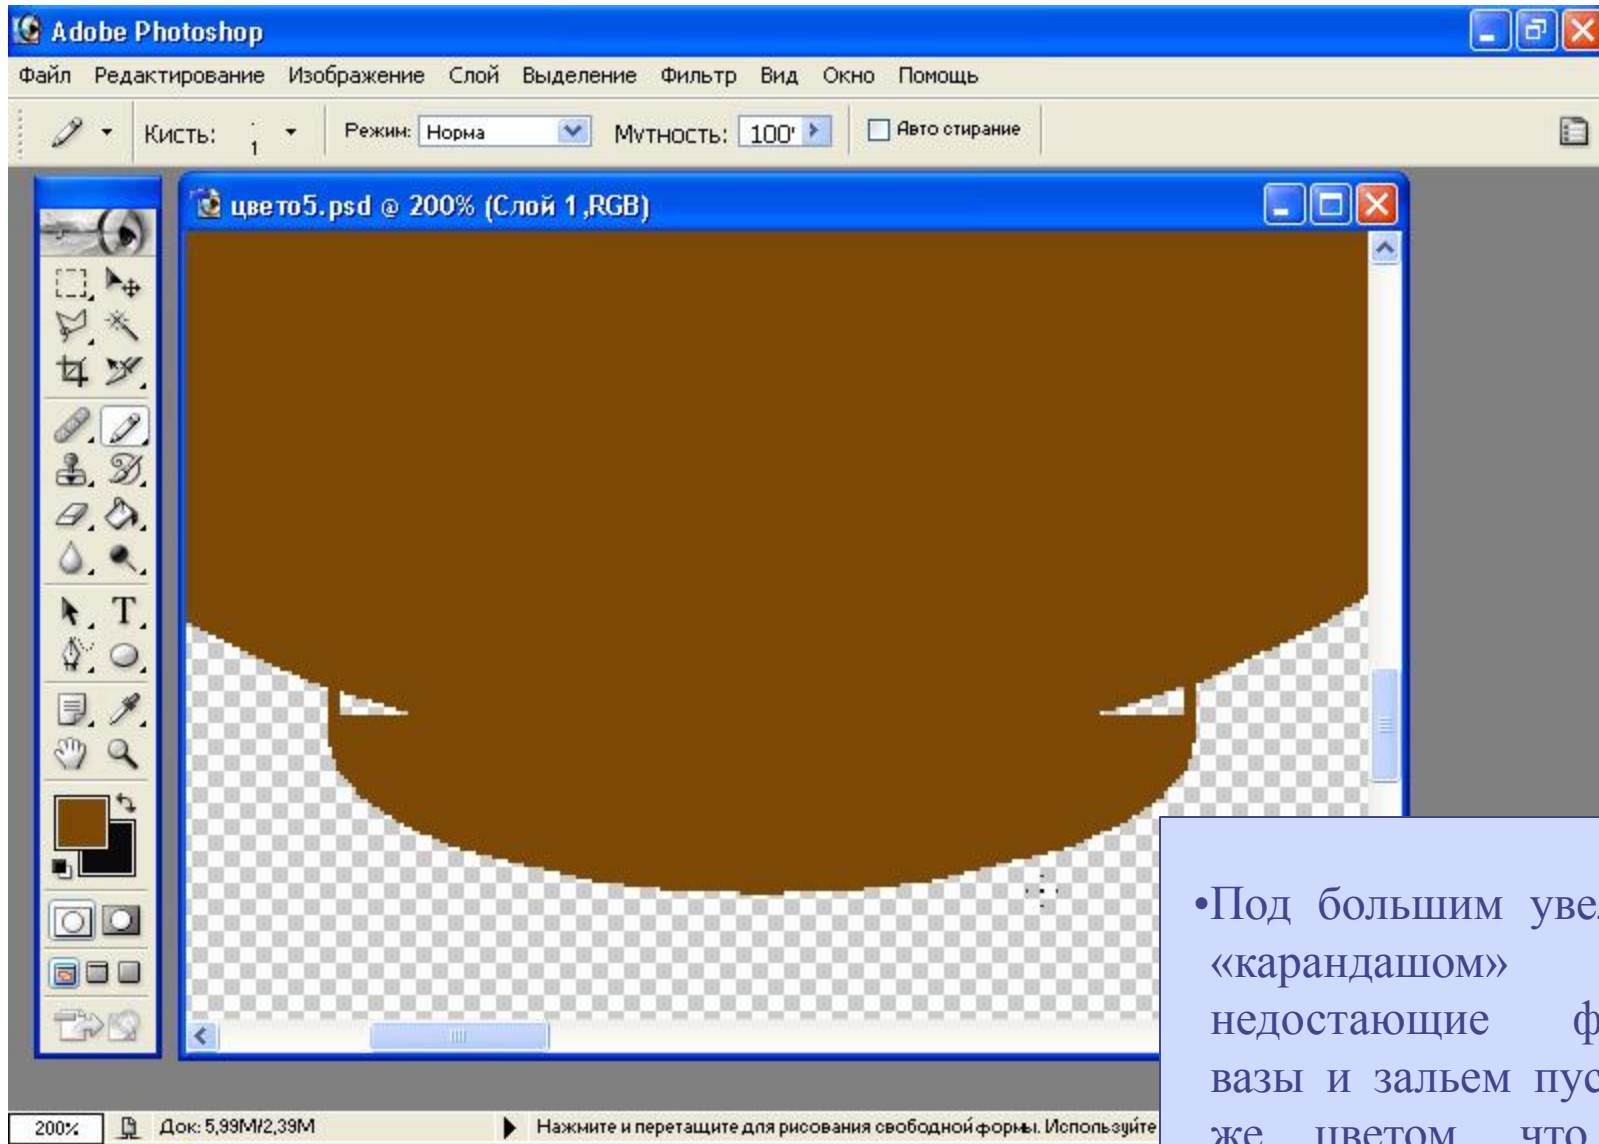 Adobe Photoshop
Файл Редактирование Изображение Слой Выделение Фильтр Вид Окно Помощь
Кисть: 1 Режим: Норма Мутность: 100% Авто стирание
цвето5.psd @ 200% (Слой 1,RGB)
T
•Под большим
«карандашом»
недостающие
вазы и зальем
же цветом, что
200% Док: 5,99M/2,39M Нажмите и перетащите для рисования свободной формы. Используйте